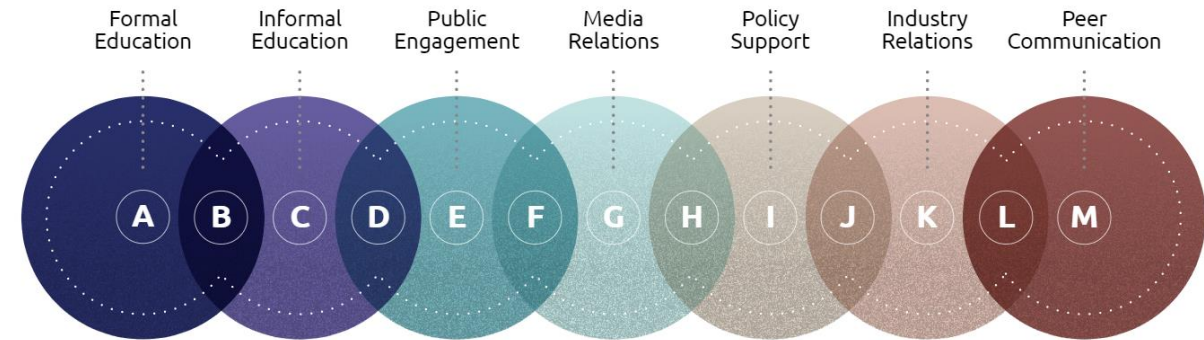 Formal
Education
Informal
Education
Public
Engagement
Media
Relations
Policy
Support
Industry
Relations
Peer
Communication
A B C D E F G H I J K L M